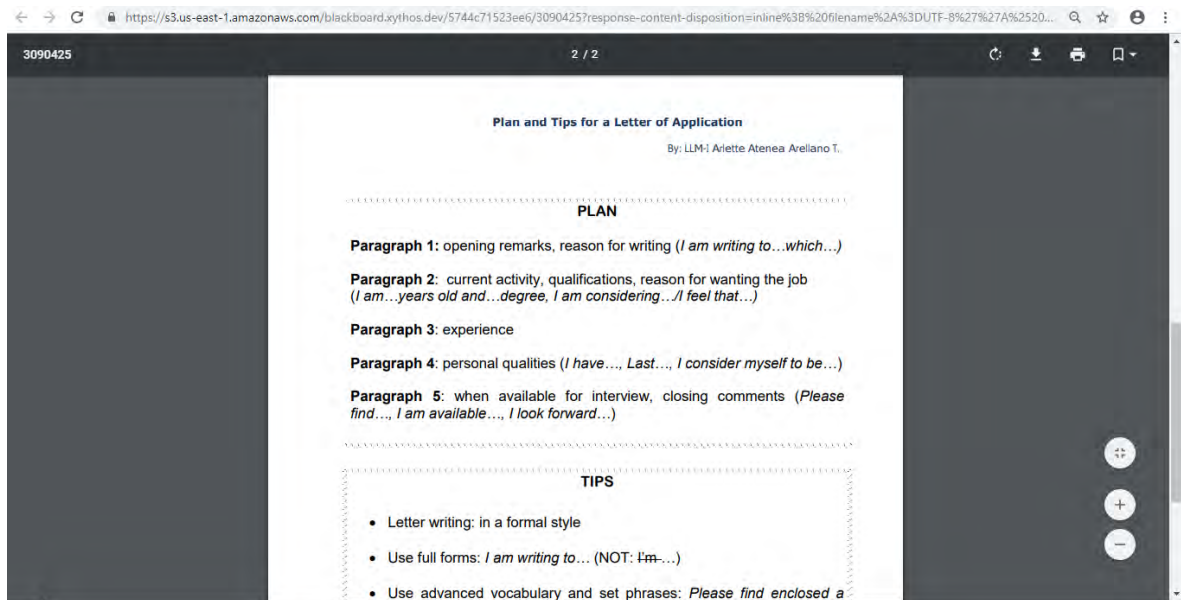 https://s3.us-east-1.amazonaws.com/blackboard.xythos.dev/5744c71523ee6/3090425?response-content-disposition=inline%3B%20filename%2A%3DUTF-8%27%27A%2520...
3090425
2 / 2
Plan and Tips for a Letter of Application
By: LLM-I Arlette Atenea Arellano T.
PLAN
Paragraph 1: opening remarks, reason for writing (I am writing to…which…)
Paragraph 2: current activity, qualifications, reason for wanting the job
(I am…years old and…degree, I am considering…/I feel that…)
Paragraph 3: experience
Paragraph 4: personal qualities (I have…, Last…, I consider myself to be…)
Paragraph 5: when available for interview, closing comments (Please
find…, I am available…, I look forward…)
TIPS
• Letter writing: in a formal style
• Use full forms: I am writing to… (NOT: I'm …)
• Use advanced vocabulary and set phrases: Please find enclosed a